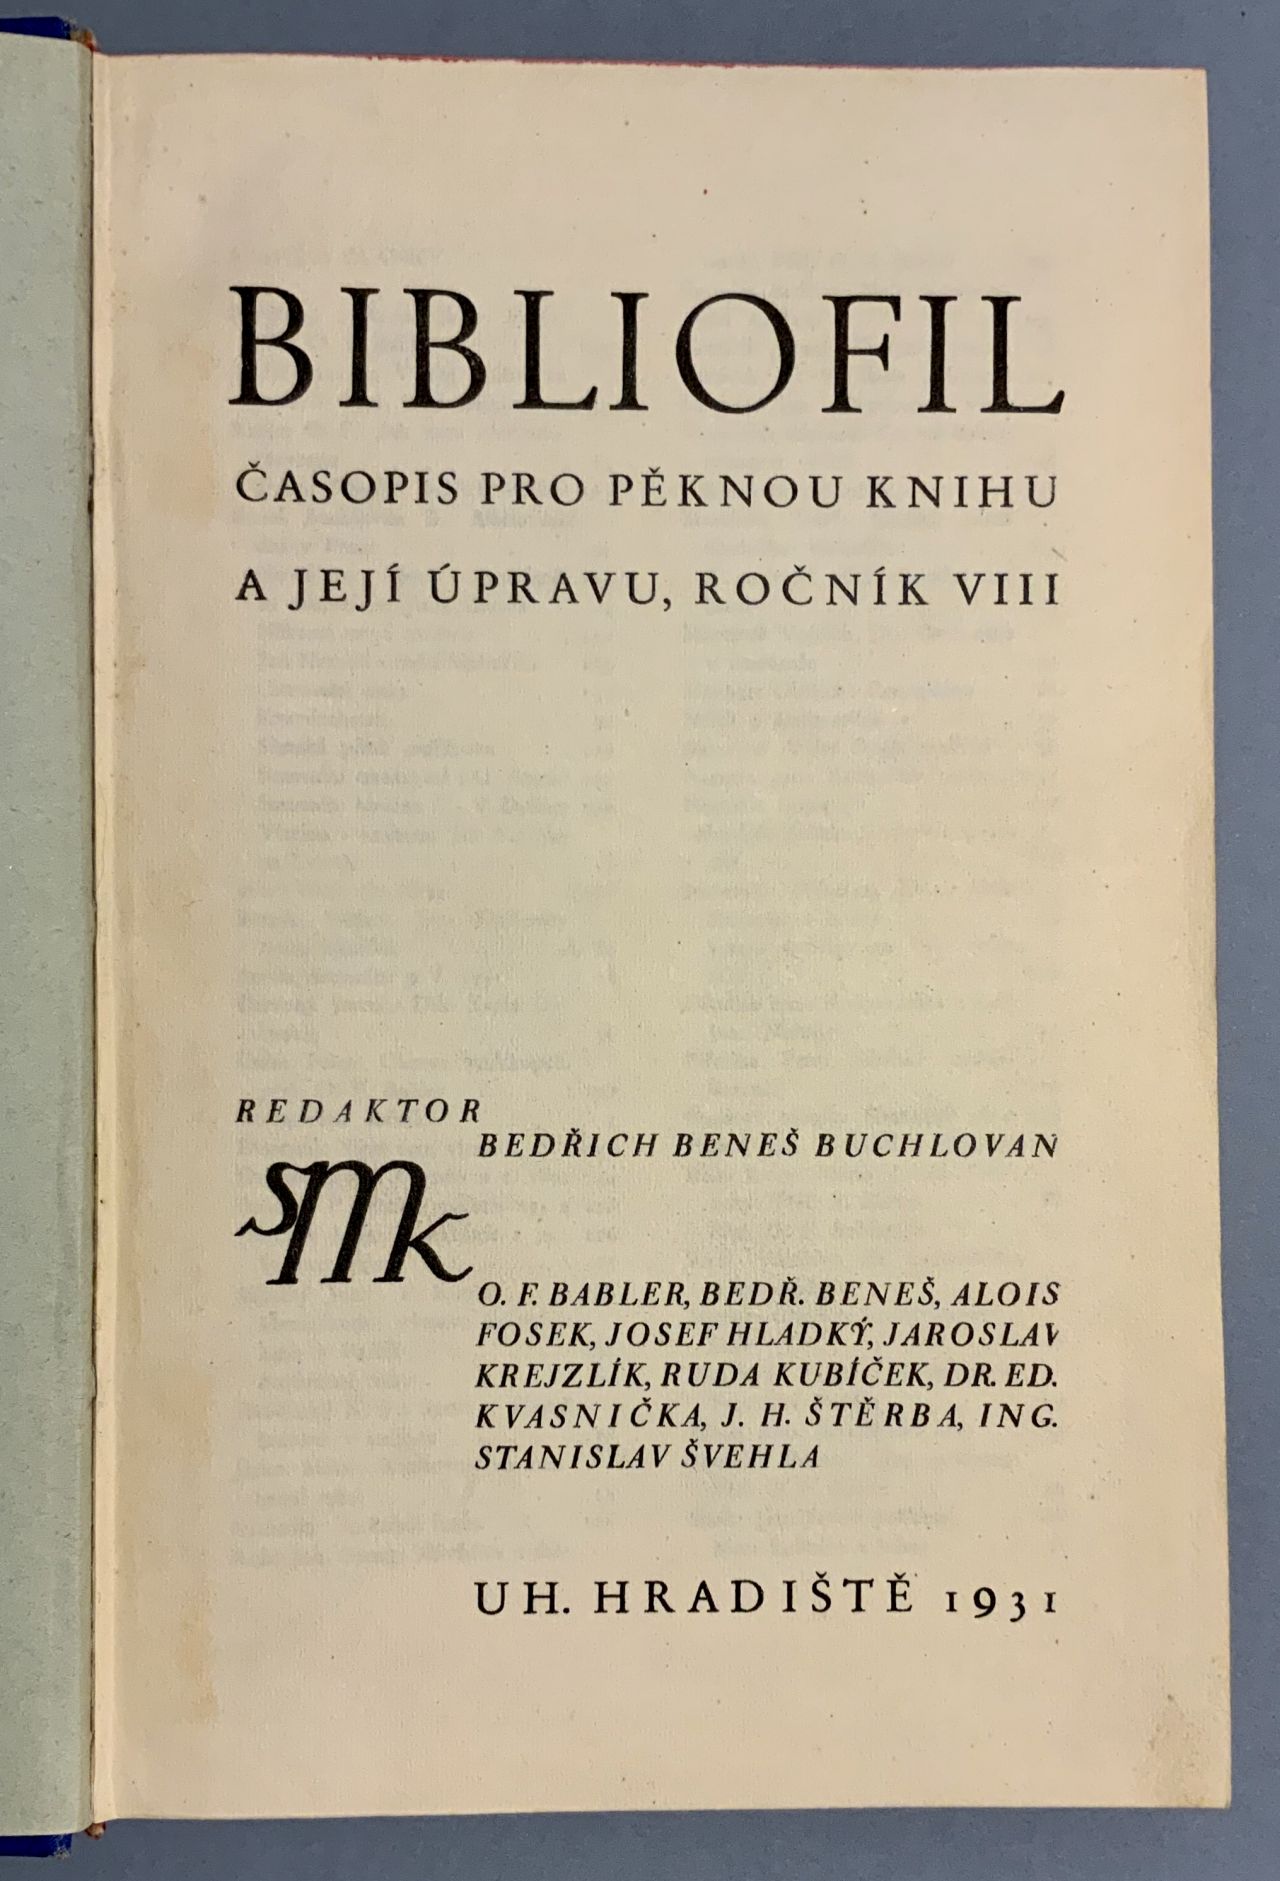 BIBLIOFIL
ČASOPIS PRO PĚKNOU KNIHU
A JEJÍ ÚPRAVU, ROČNÍK VIII
REDAKTOR
BEDŘICH BENEŠ BUCHLOVAN
SMK
O. F. BABLER, BEDŘ. BENEŠ, ALOIS
FOSEK, JOSEF HLADKÝ, JAROSLAV
KREJZLÍK, RUDA KUBÍČEK, DR. ED.
KVASNIČKA, J. H. ŠTĚRBA, ING.
STANISLAV ŠVEHLA
UH. HRADIŠTĚ 1931